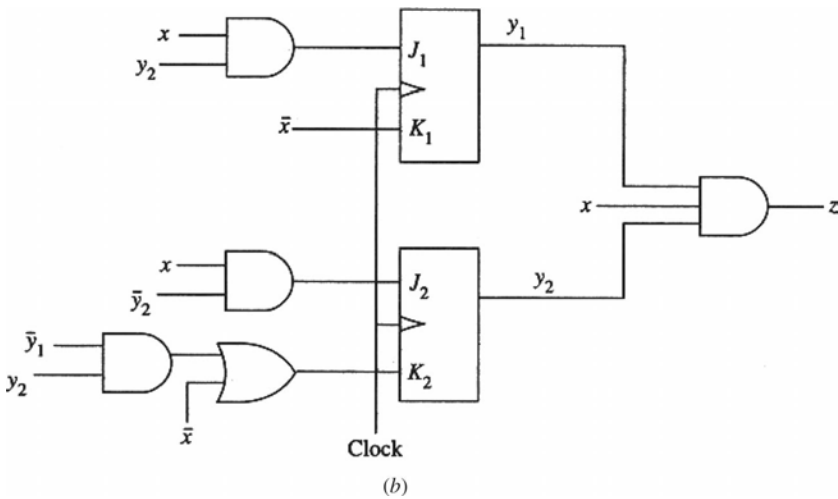 x
y₂
J₁
y₁
x̄
K₁
x
z
x
ȳ₂
J₂
y₂
ȳ₁
y₂
K₂
x̄
Clock
(b)